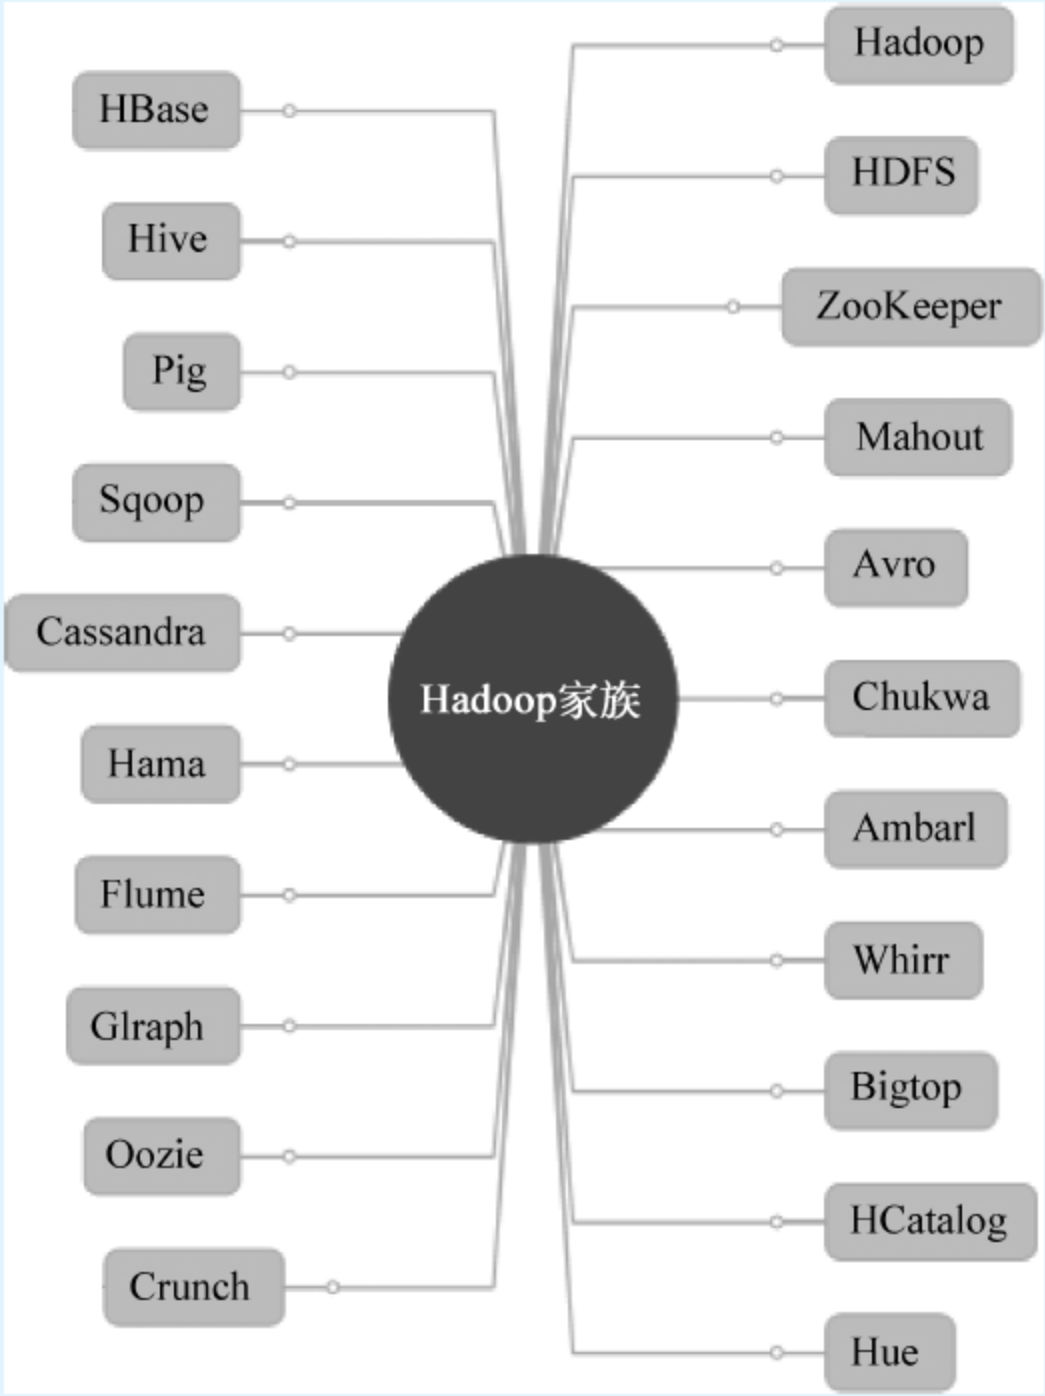 HBase
Hive
Pig
Sqoop
Cassandra
Hama
Flume
Glraph
Oozie
Crunch
Hadoop家族
Hadoop
HDFS
ZooKeeper
Mahout
Avro
Chukwa
Ambarl
Whirr
Bigtop
HCatalog
Hue